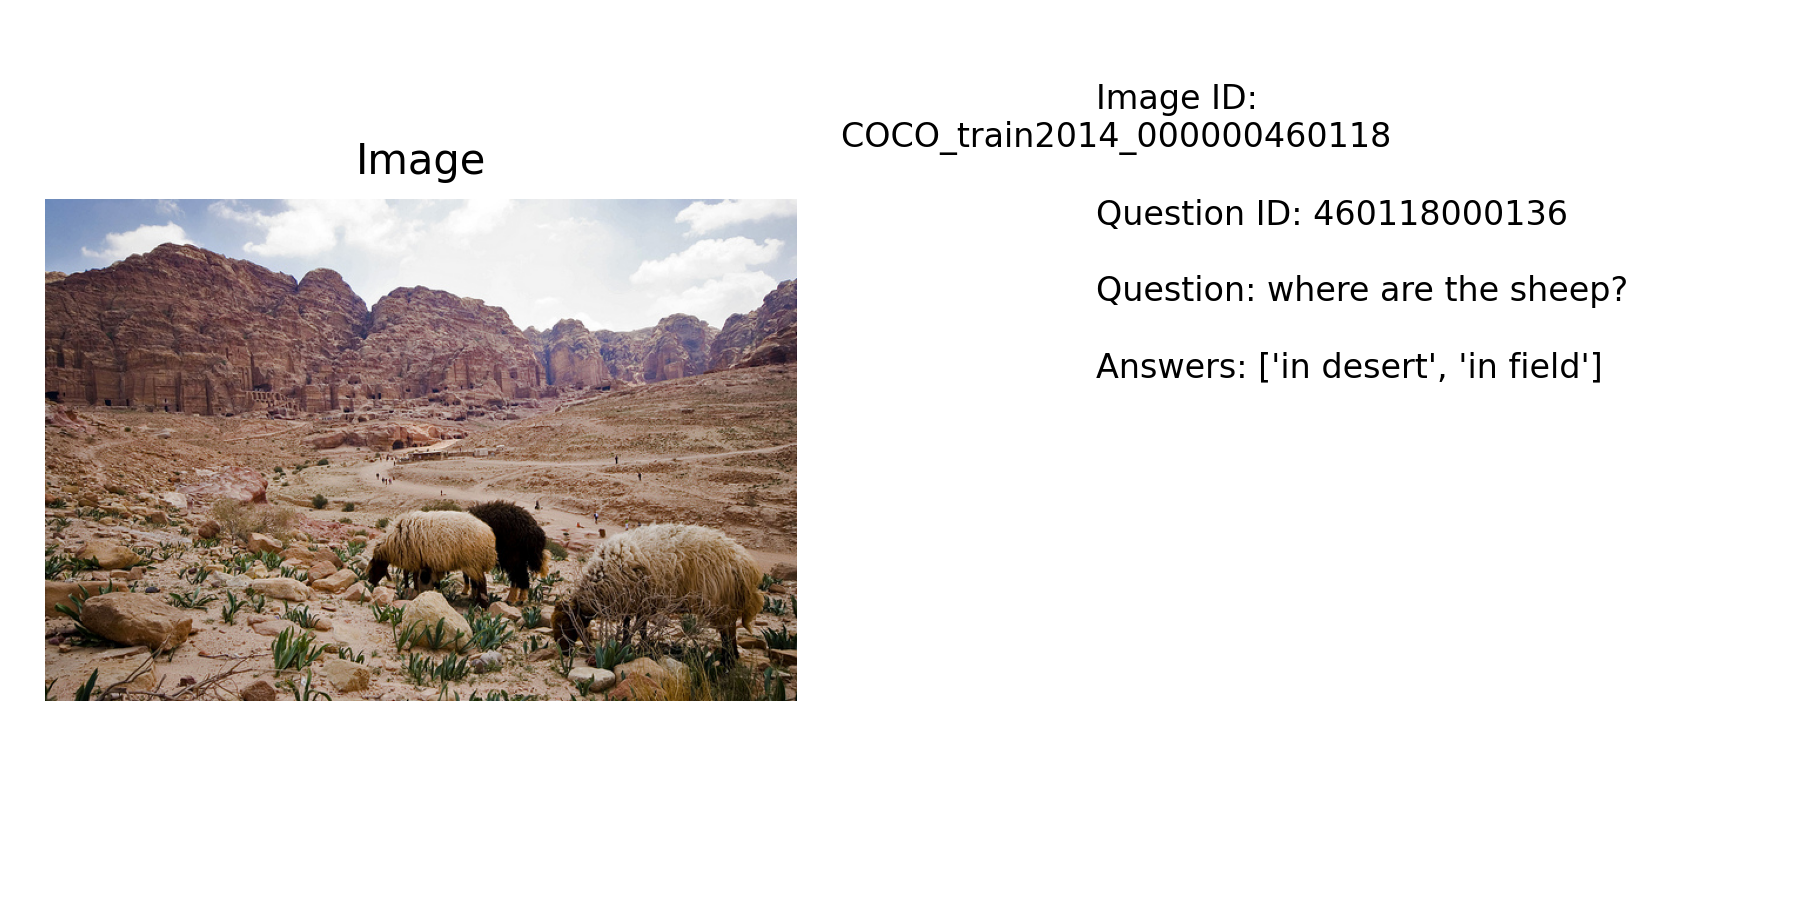 Image
Image ID:
COCO_train2014_000000460118
Question ID: 460118000136
Question: where are the sheep?
Answers: ['in desert', 'in field']